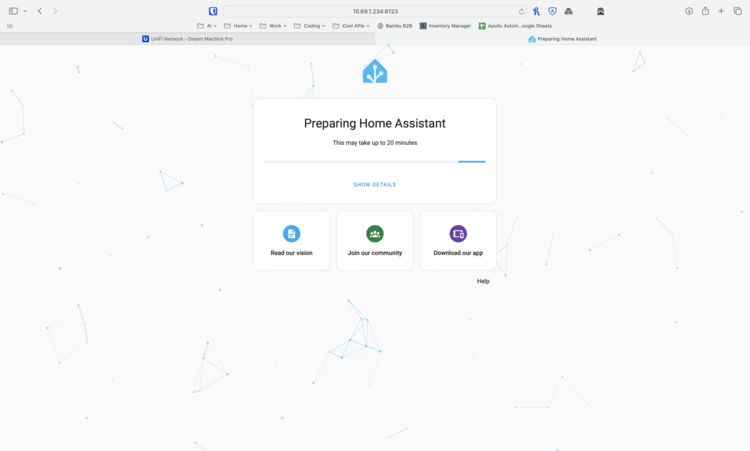 10.69.1.234:8123
AI
Home
Work
Coding
Cool APIs
Bambu B2B
Inventory Manager
Apollo Autom...oogle Sheets
UniFi Network - Dream Machine Pro
Preparing Home Assistant
Preparing Home Assistant
This may take up to 20 minutes
SHOW DETAILS
Read our vision
Join our community
Download our app
Help